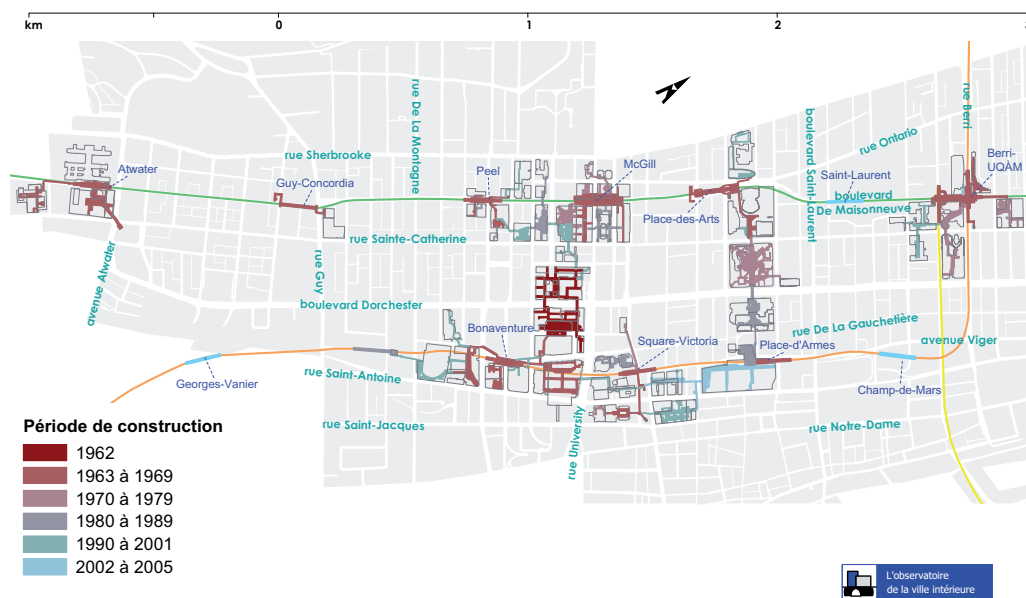 km 0 1 2
rue De La Montagne
rue Sherbrooke
boulevard Saint-Laurent
rue Ontario
rue Berri
Atwater
Guy-Concordia
Peel
McGill
Place-des-Arts
Saint-Laurent
boulevard
De Maisonneuve
Berri-
UQÀM
rue Sainte-Catherine
avenue Atwater
rue Guy
boulevard Dorchester
Bonaventure
Square-Victoria
rue De La Gauchetière
Place-d'Armes
avenue Viger
Georges-Vanier
rue Saint-Antoine
Champ-de-Mars
rue Saint-Jacques
rue University
rue Notre-Dame
Période de construction
1962
1963 à 1969
1970 à 1979
1980 à 1989
1990 à 2001
2002 à 2005
L'observatoire
de la ville intérieure